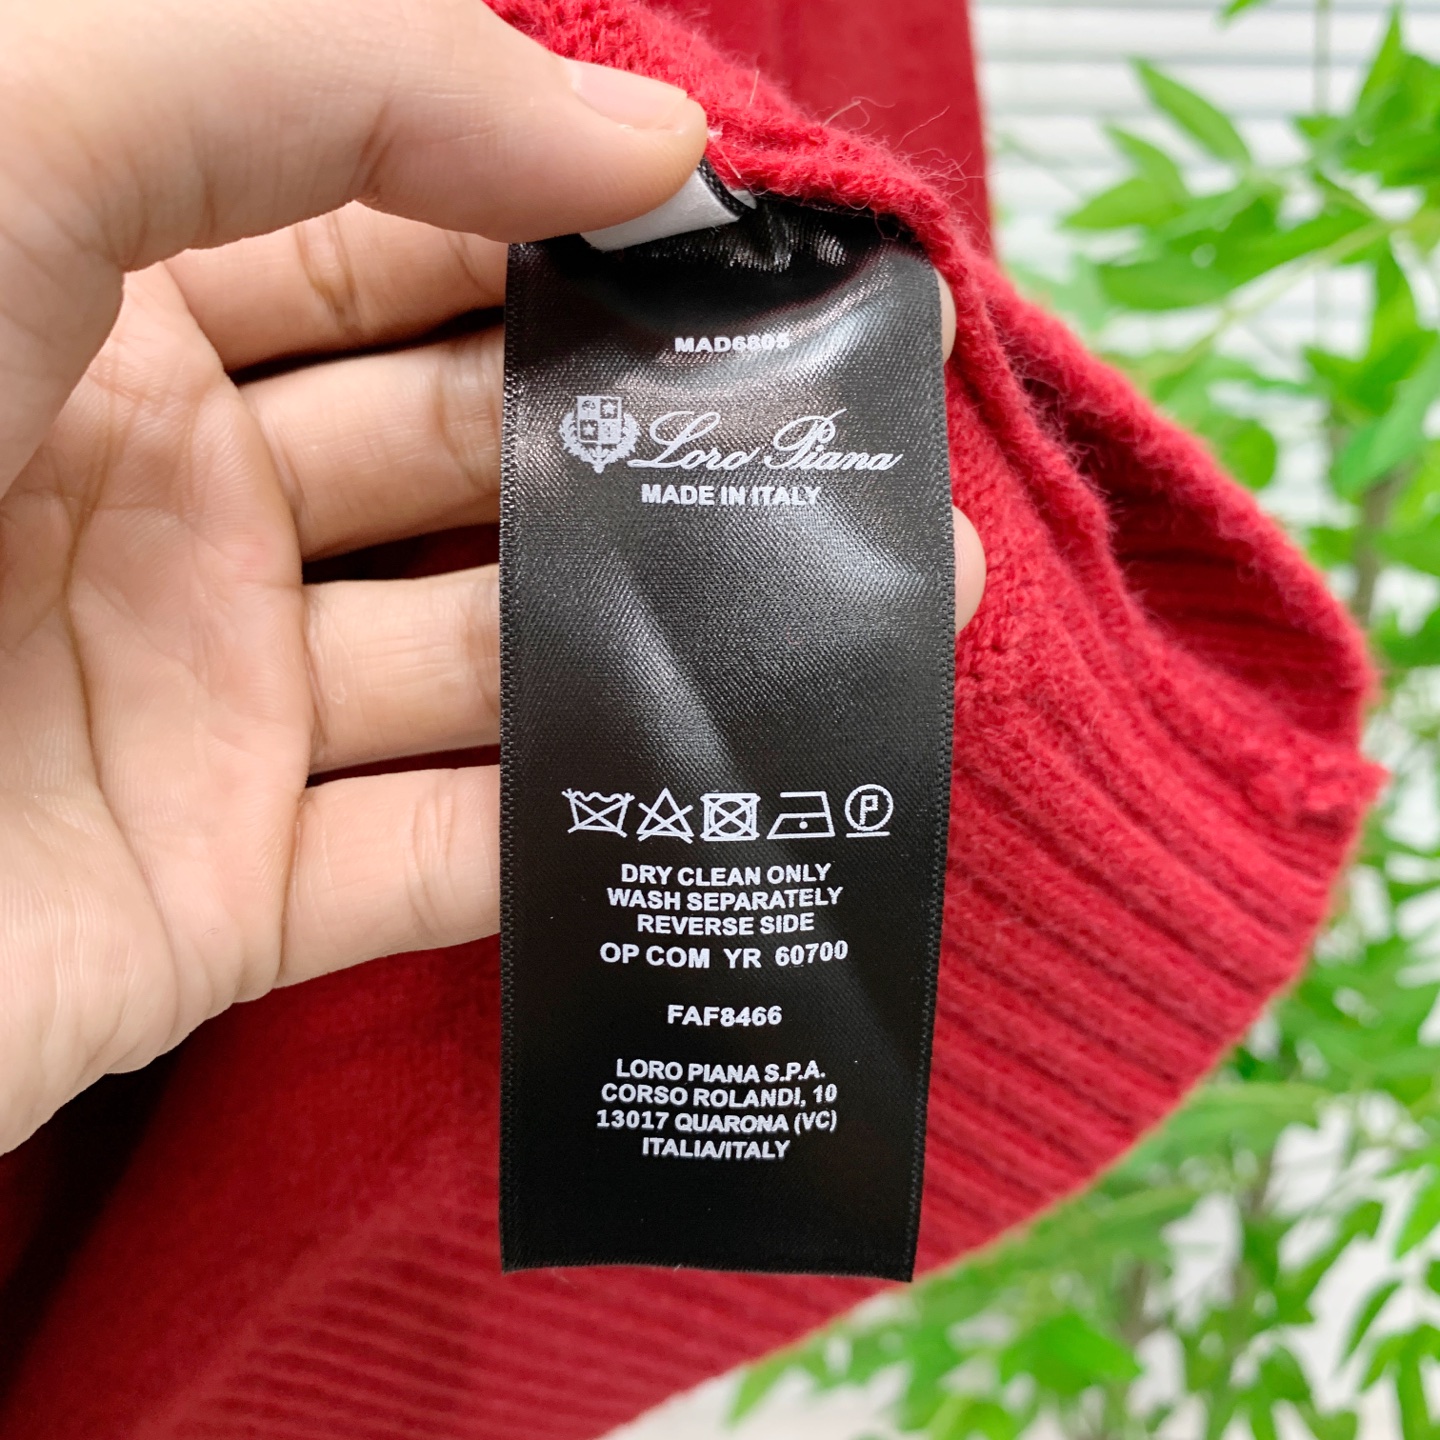 MAD6805
Loro Piana
MADE IN ITALY
P
DRY CLEAN ONLY
WASH SEPARATELY
REVERSE SIDE
OP COM YR 60700
FAF8466
LORO PIANA S.P.A.
CORSO ROLANDI, 10
13017 QUARONA (VC)
ITALIA/ITALY